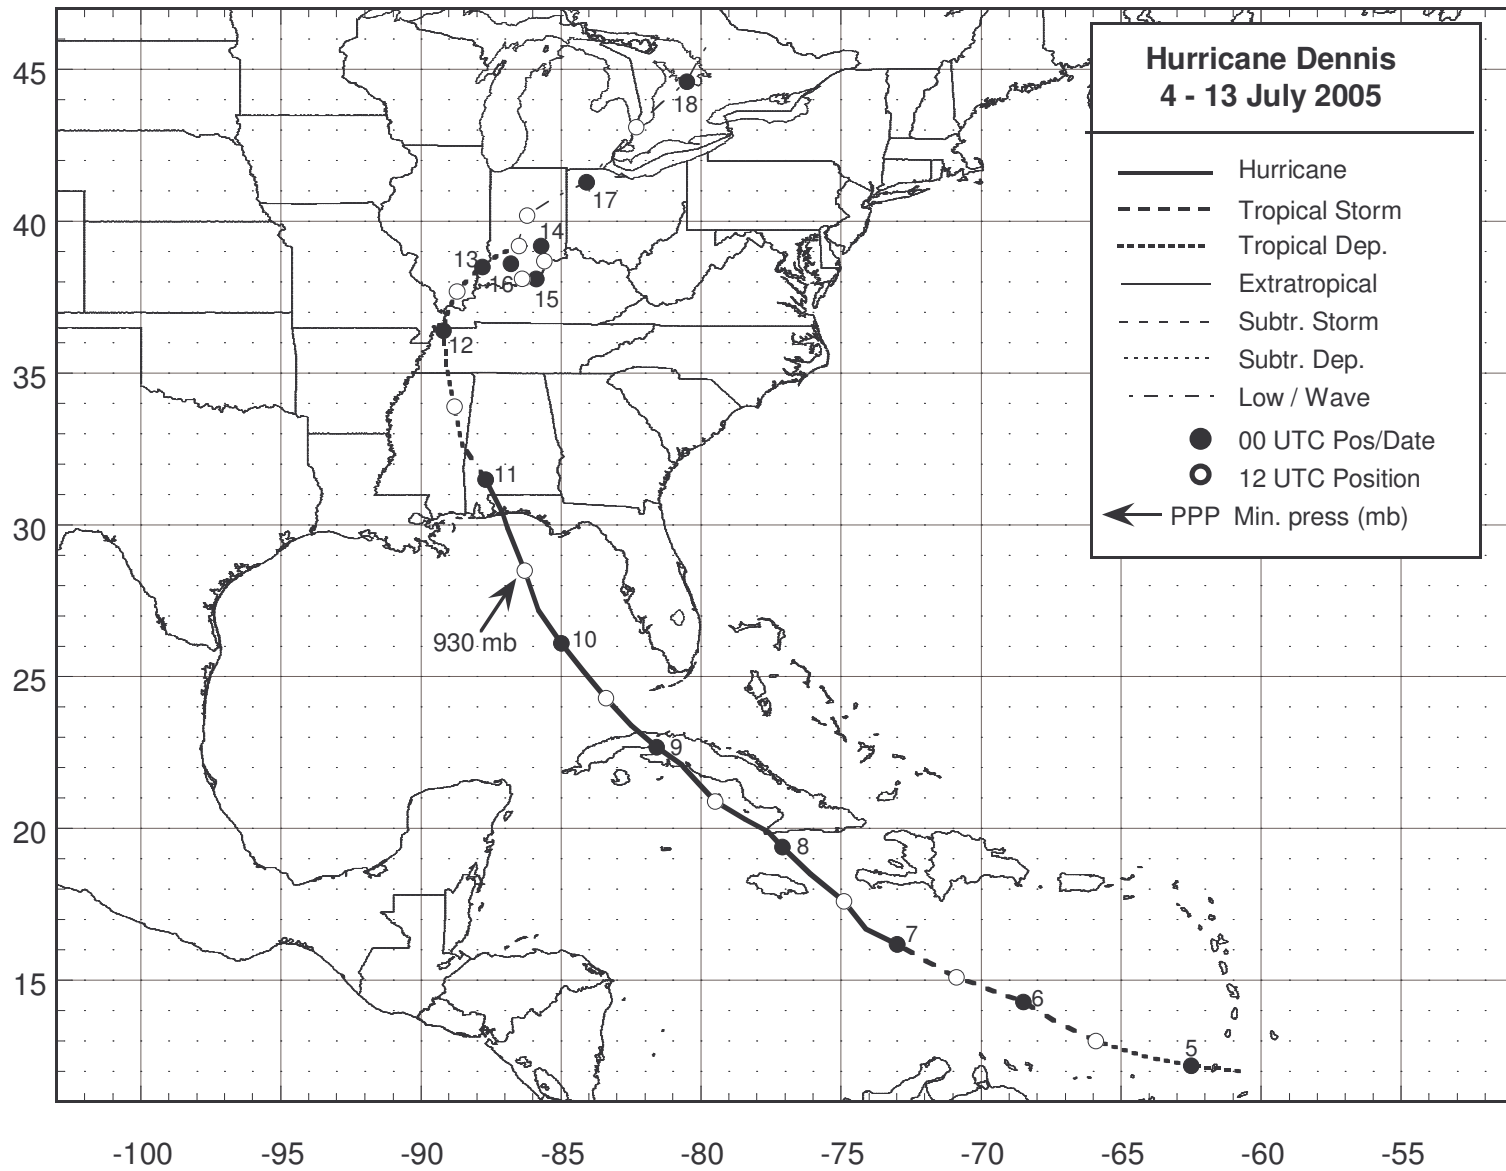 Hurricane Dennis
4 - 13 July 2005
Hurricane
Tropical Storm
Tropical Dep.
Extratropical
Subtr. Storm
Subtr. Dep.
Low / Wave
00 UTC Pos/Date
12 UTC Position
PPP Min. press (mb)
45
40
35
30
25
20
15
18
17
14
13
16
15
12
11
930 mb
10
9
8
7
6
5
-100 -95 -90 -85 -80 -75 -70 -65 -60 -55